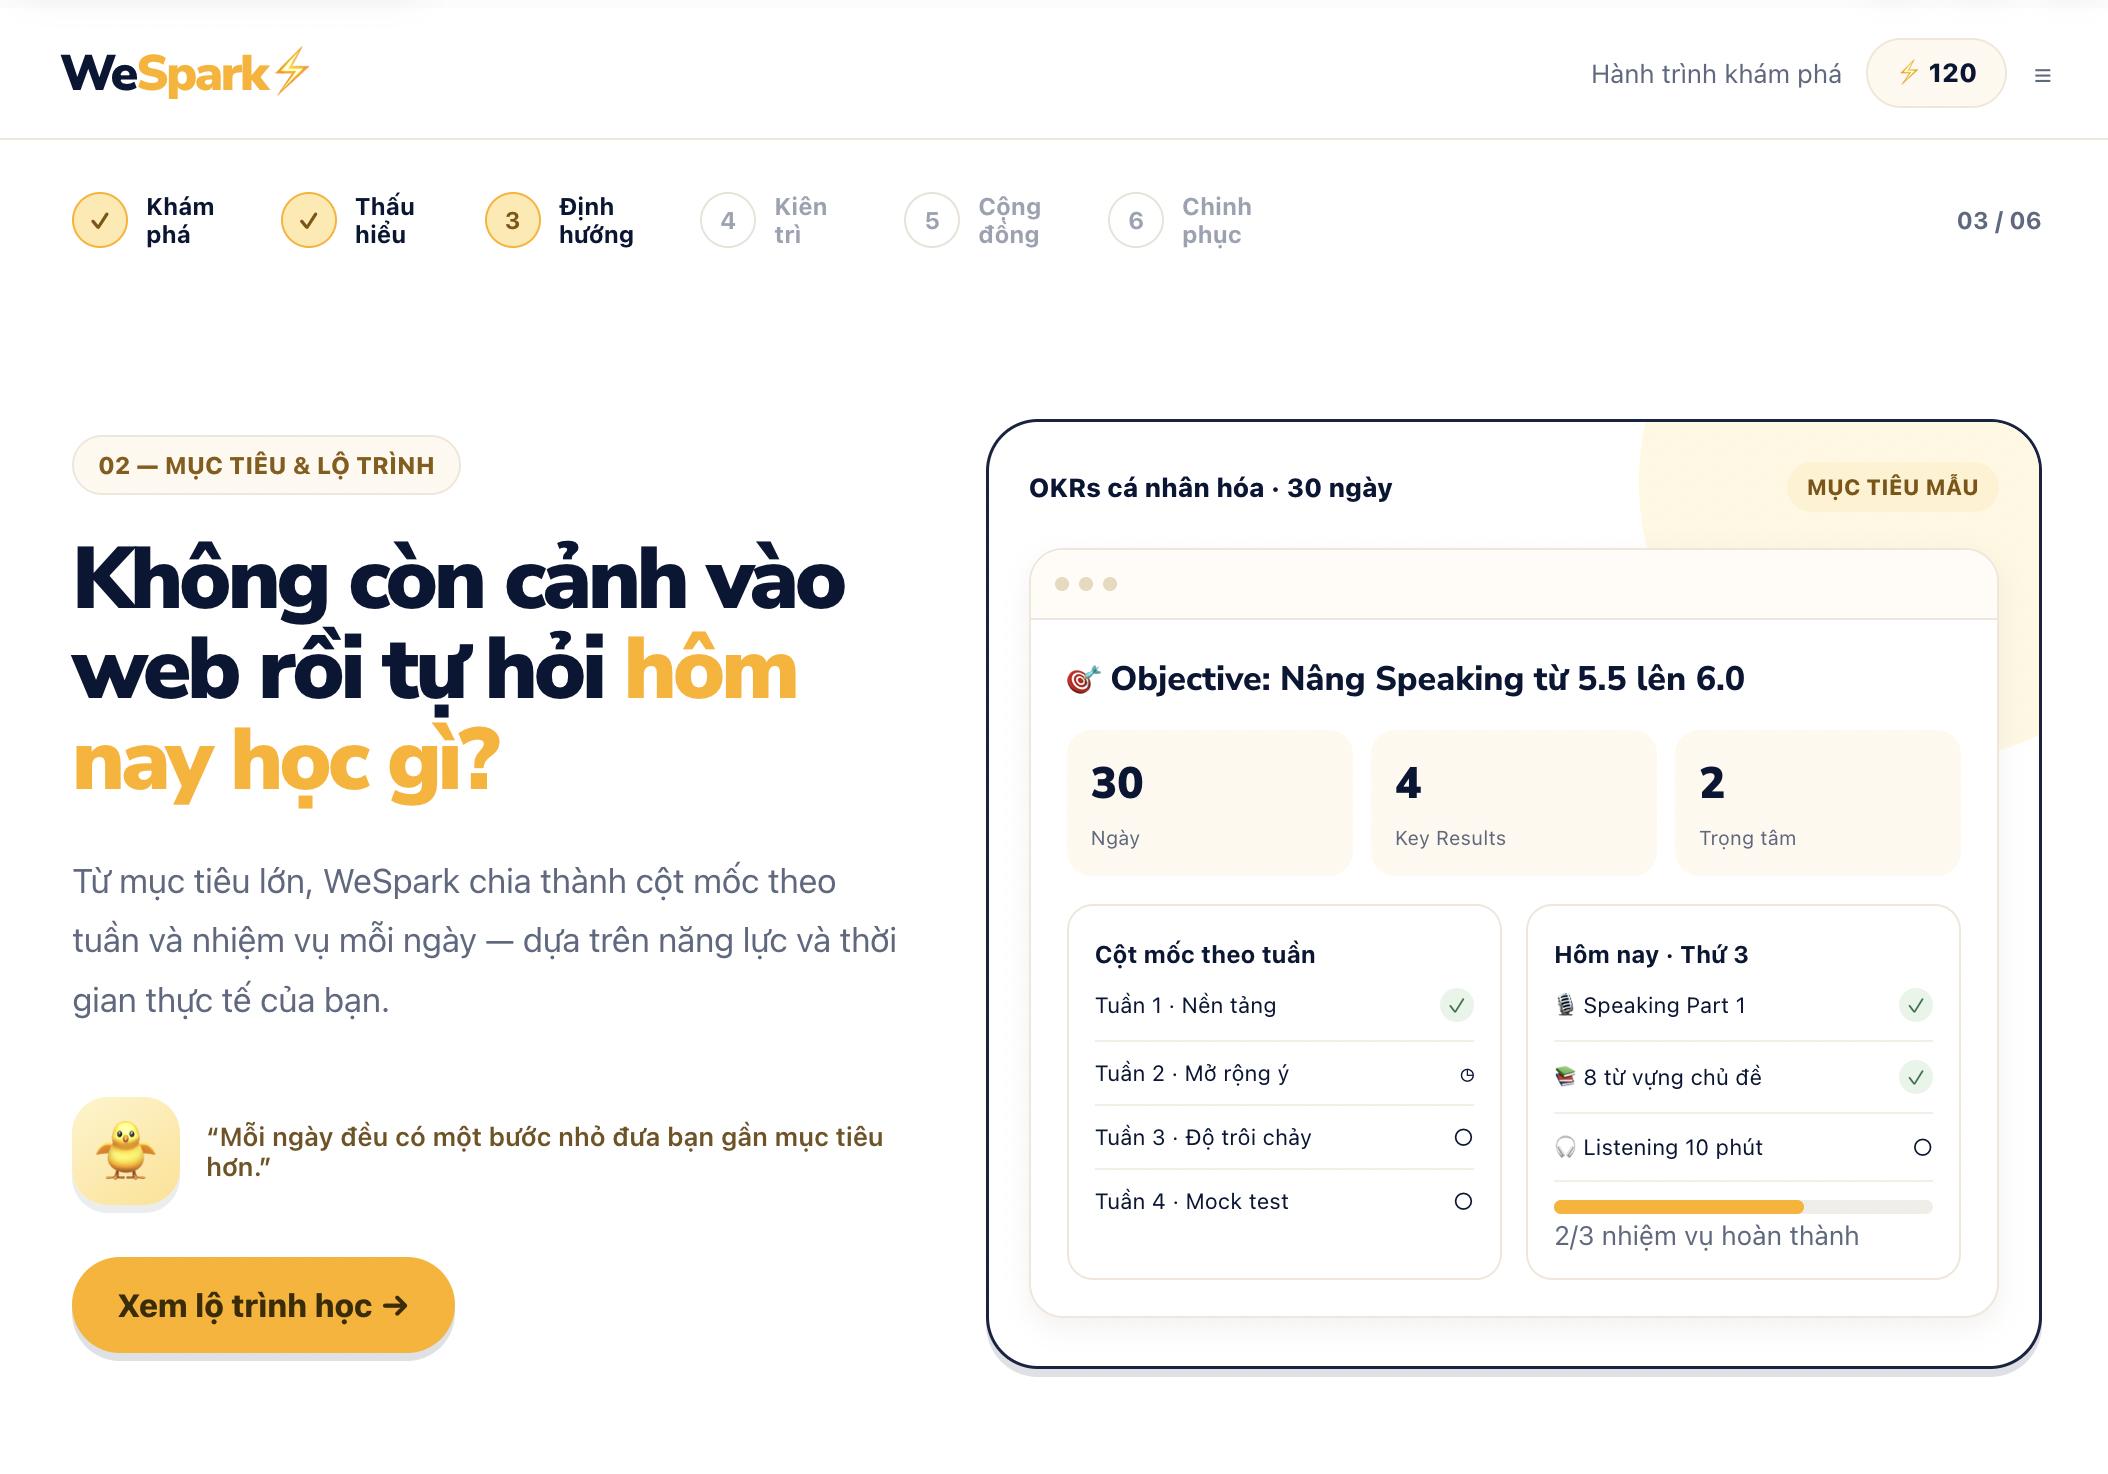 WeSpark
Hành trình khám phá
120
Khám
phá
Thấu
hiểu
3
Định
hướng
4
Kiên
trì
5
Cộng
đồng
6
Chinh
phục
03 / 06
02 — MỤC TIÊU & LỘ TRÌNH
Không còn cảnh vào
web rồi tự hỏi hôm
nay học gì?
Từ mục tiêu lớn, WeSpark chia thành cột mốc theo
tuần và nhiệm vụ mỗi ngày — dựa trên năng lực và thời
gian thực tế của bạn.
“Mỗi ngày đều có một bước nhỏ đưa bạn gần mục tiêu
hơn.”
Xem lộ trình học →
OKRs cá nhân hóa · 30 ngày
MỤC TIÊU MẪU
Objective: Nâng Speaking từ 5.5 lên 6.0
30
Ngày
4
Key Results
2
Trọng tâm
Cột mốc theo tuần
Tuần 1 · Nền tảng
Tuần 2 · Mở rộng ý
Tuần 3 · Độ trôi chảy
Tuần 4 · Mock test
Hôm nay · Thứ 3
Speaking Part 1
8 từ vựng chủ đề
Listening 10 phút
2/3 nhiệm vụ hoàn thành